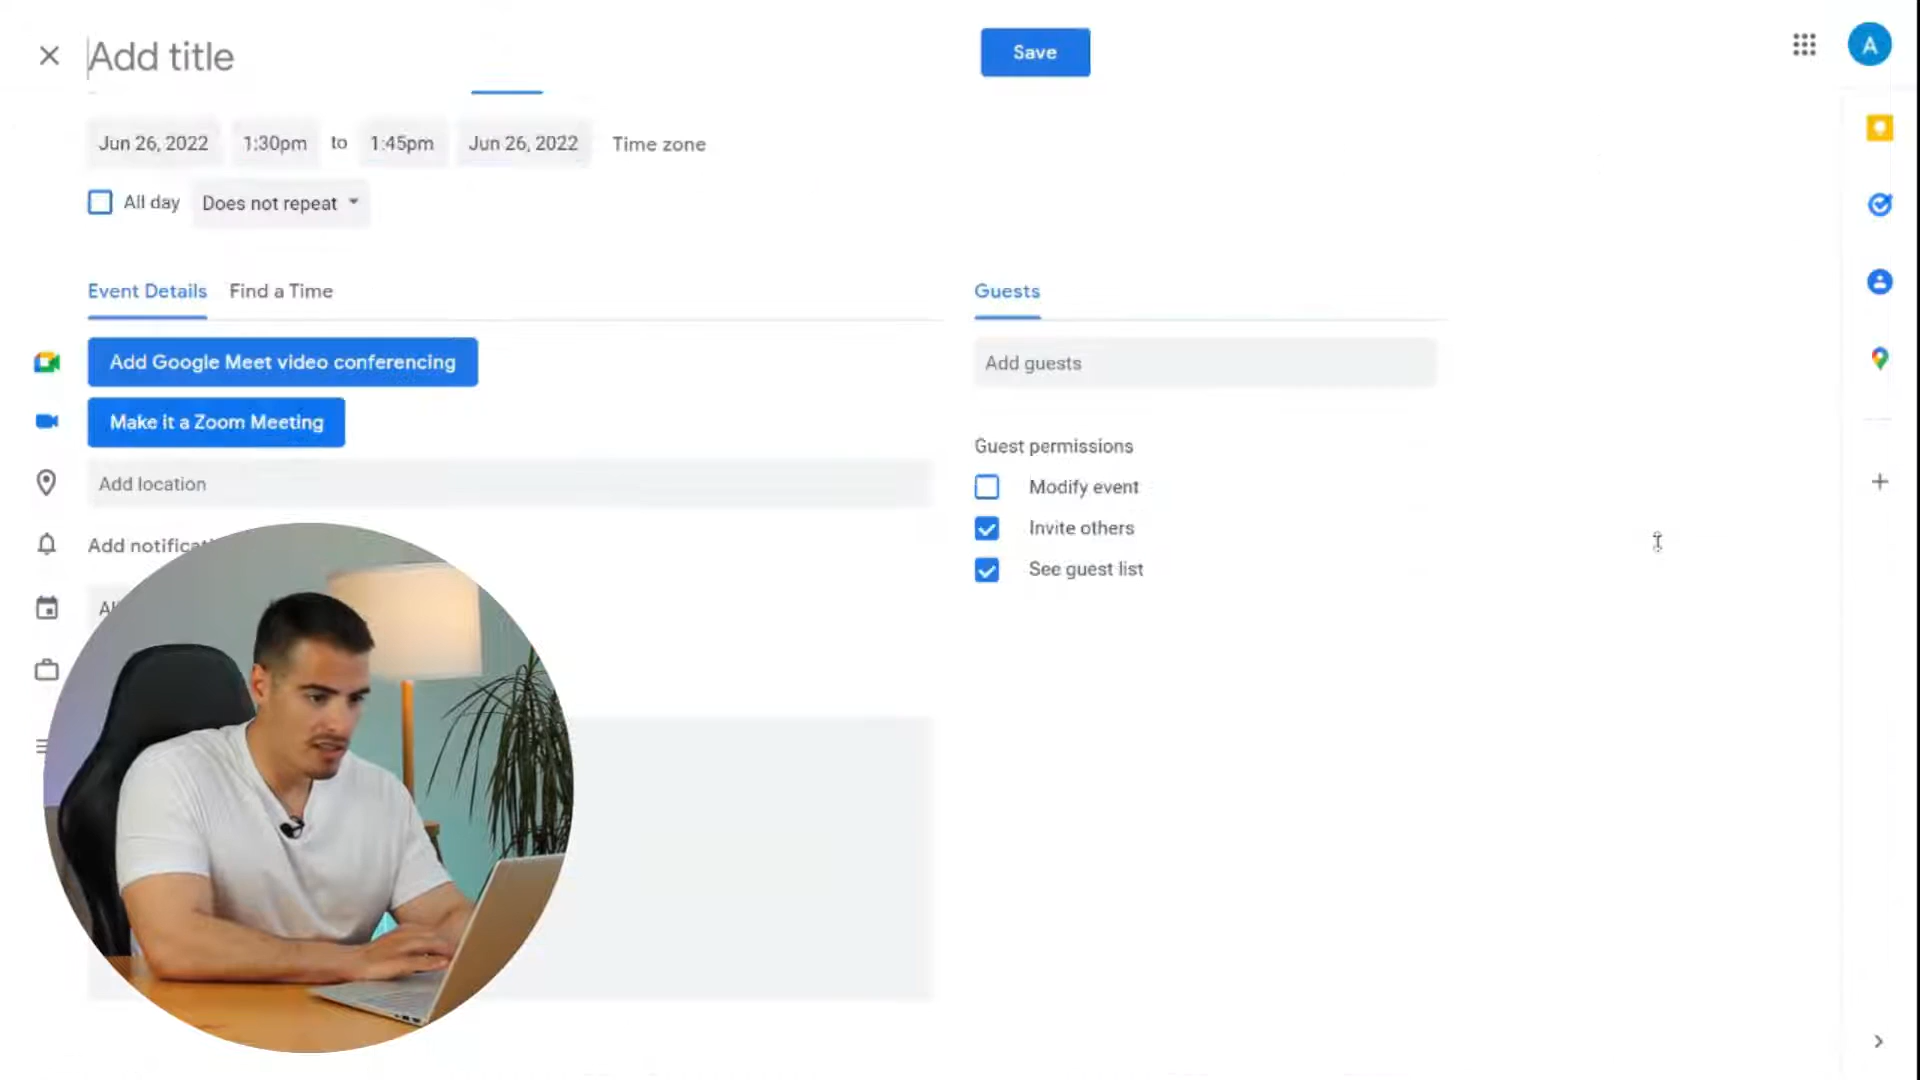 Add title
Save
A
Jun 26, 2022 1:30pm to 1:45pm Jun 26, 2022 Time zone
All day Does not repeat
Event Details Find a Time
Guests
Add Google Meet video conferencing
Add guests
Make it a Zoom Meeting
Guest permissions
Add location
Modify event
Invite others
Add
See guest list